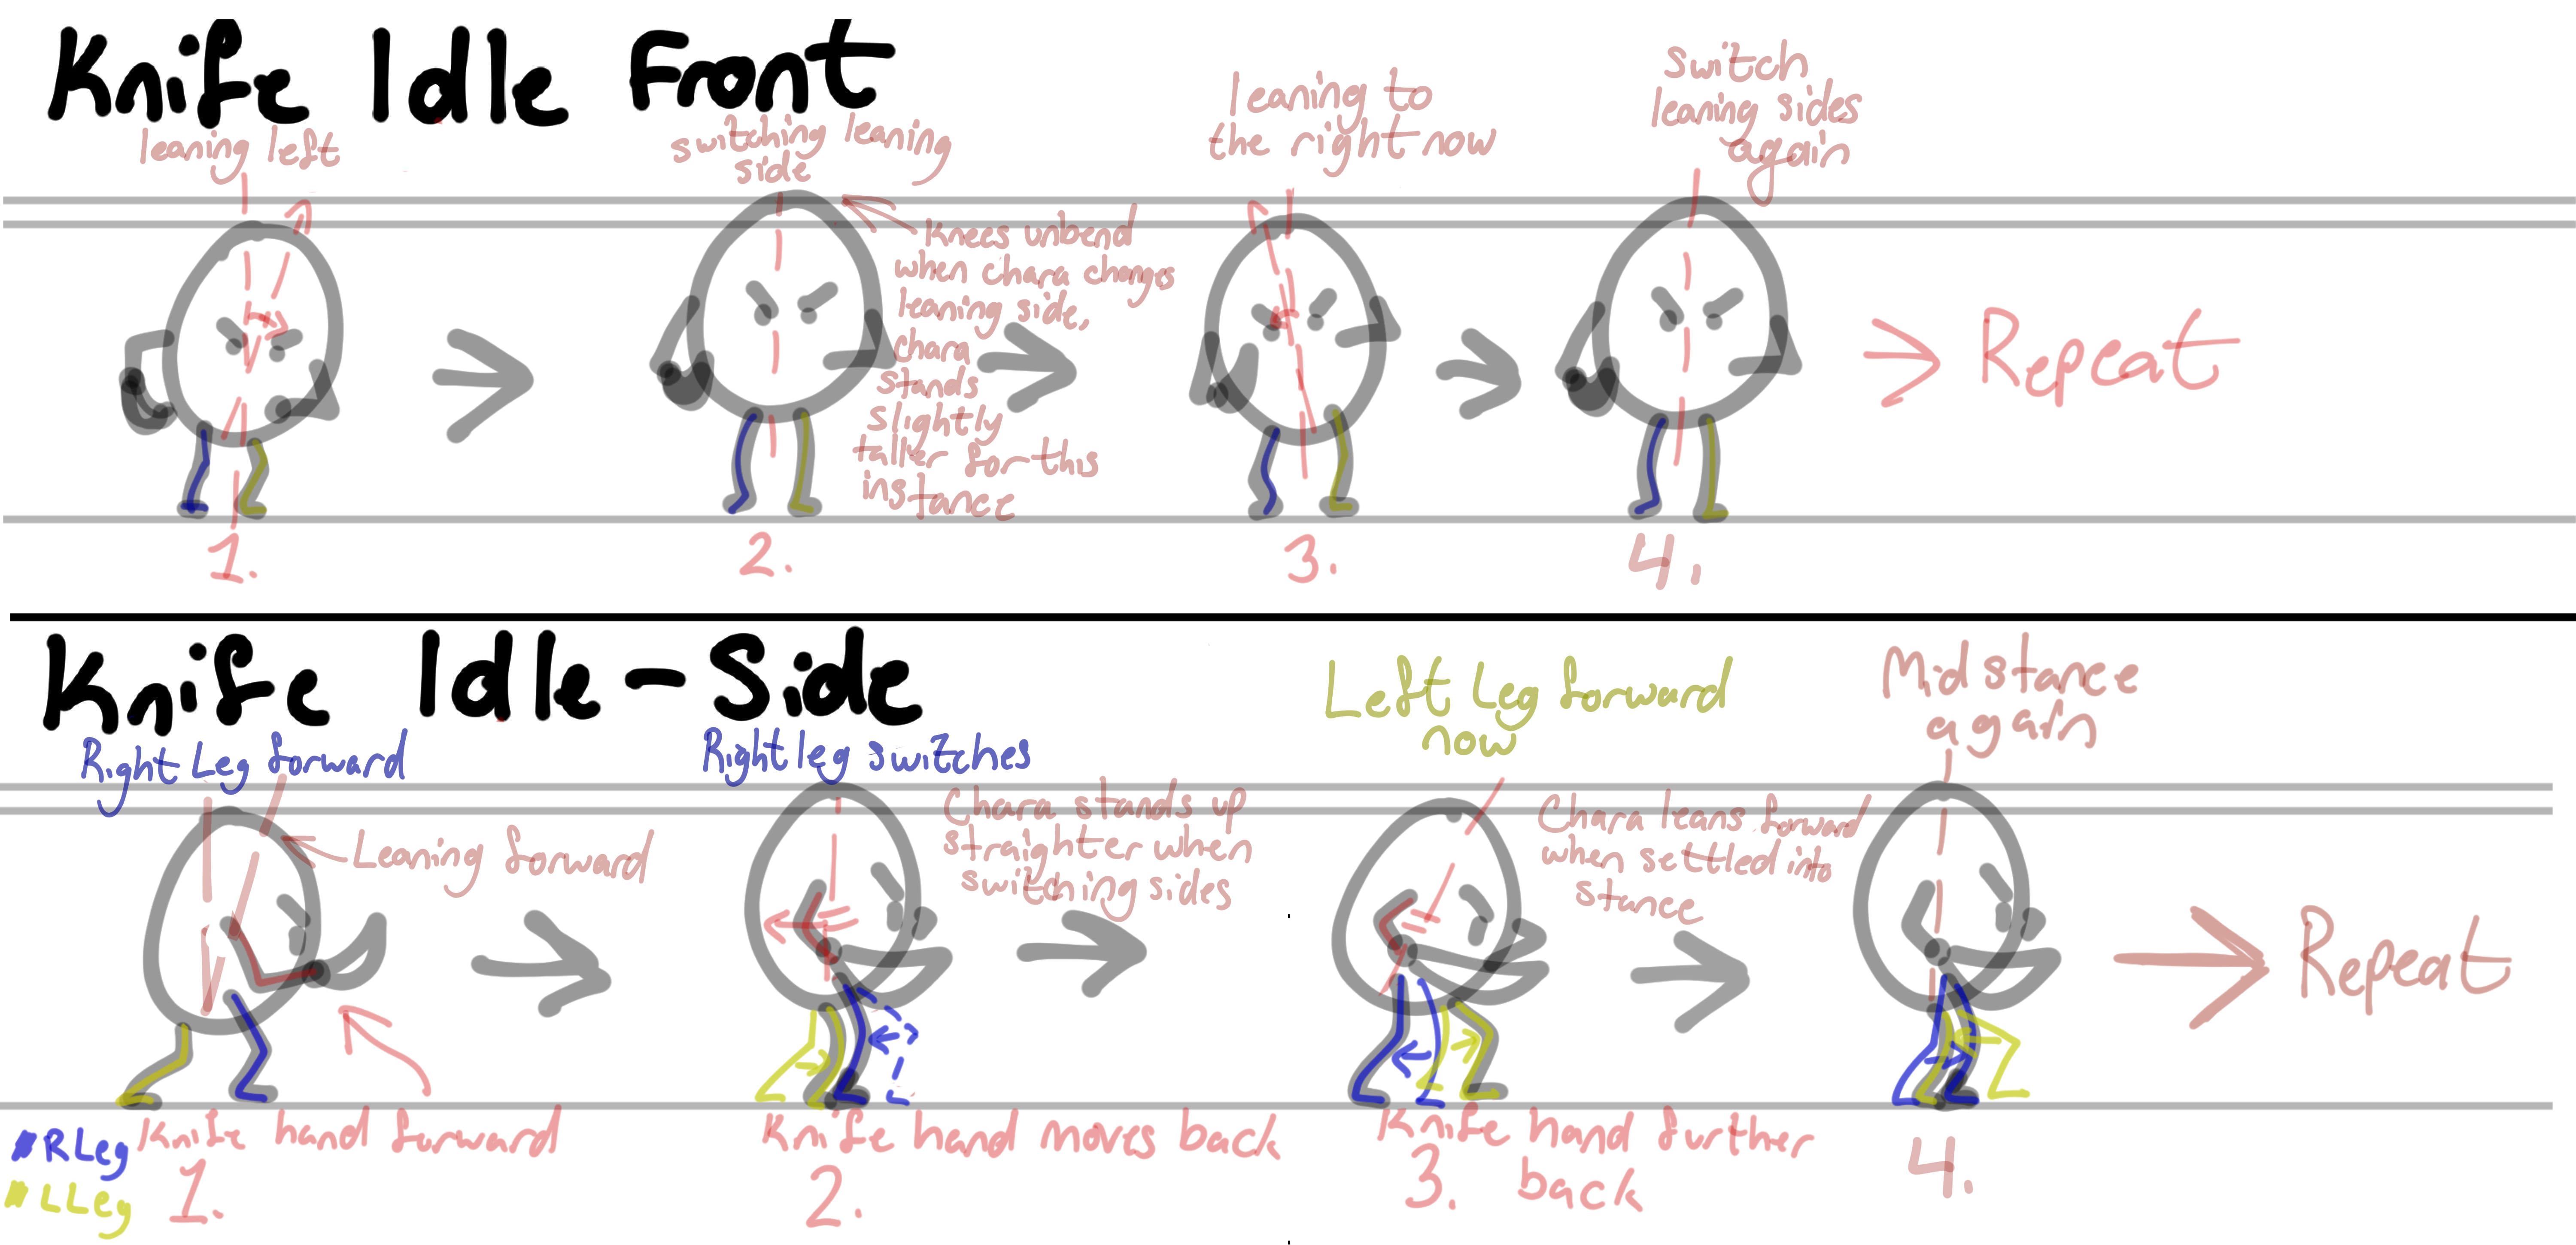 Knife Idle Front
leaning left
switching leaning
side
Knees unbend
when chara changes
leaning side,
chara
stands
slightly
taller for this
instance
leaning to
the right now
Switch
leaning sides
again
Repeat
1.
2.
3.
4.
Knife Idle-Side
Right Leg forward
Leaning forward
Right leg switches
Chara stands up
straighter when
switching sides
Left Leg forward
now
Chara leans forward
when settled into
stance
Mid stance
again
Repeat
RLeg
LLeg
Knife hand forward
1.
Knife hand moves back
2.
Knife hand further
back
3.
4.